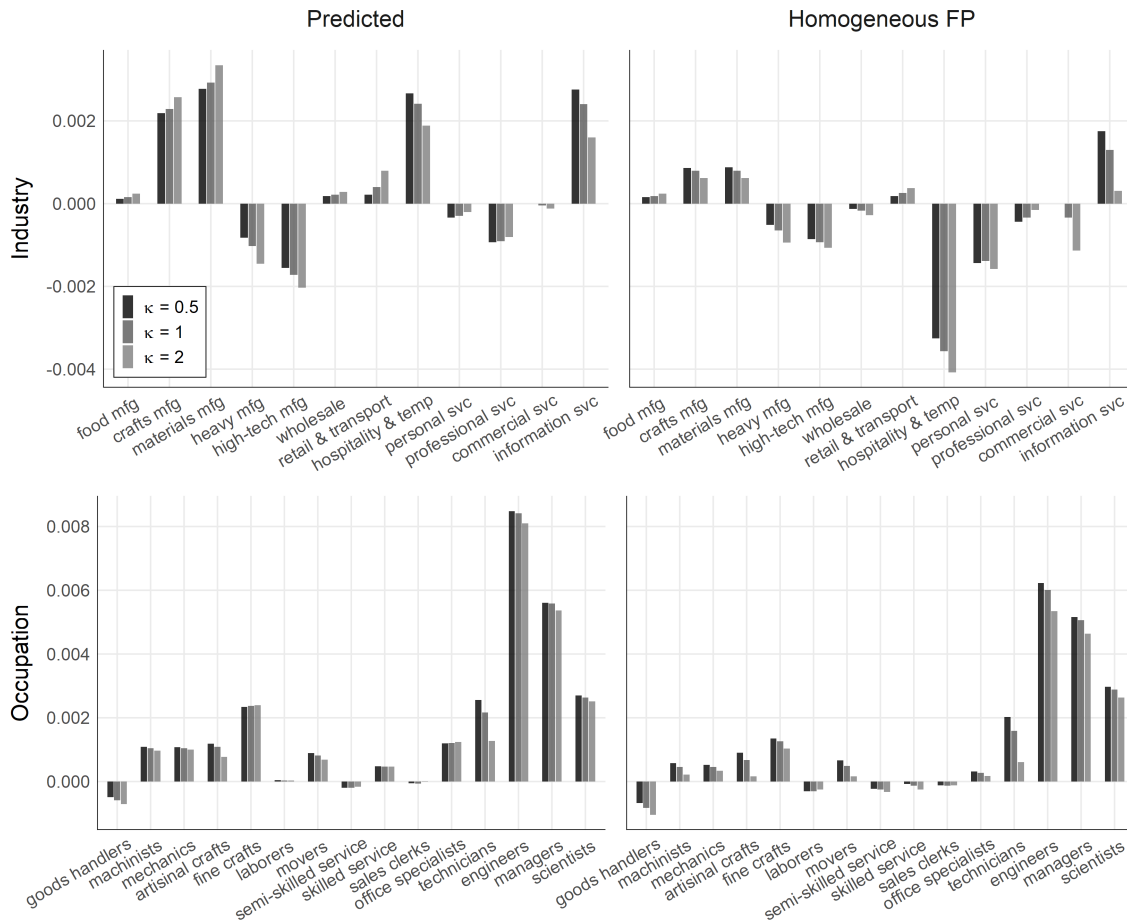 Predicted
Homogeneous FP
Industry
0.002
0.000
-0.002
-0.004
κ = 0.5
κ = 1
κ = 2
food mfg
crafts mfg
materials mfg
heavy mfg
high-tech mfg
wholesale
retail & transport
hospitality & temp
personal svc
professional svc
commercial svc
information svc
food mfg
crafts mfg
materials mfg
heavy mfg
high-tech mfg
wholesale
retail & transport
hospitality & temp
personal svc
professional svc
commercial svc
information svc
Occupation
0.008
0.006
0.004
0.002
0.000
goods handlers
machinists
mechanics
artisinal crafts
fine crafts
laborers
movers
semi-skilled service
skilled service
sales clerks
office specialists
technicians
engineers
managers
scientists
goods handlers
machinists
mechanics
artisinal crafts
fine crafts
laborers
movers
semi-skilled service
skilled service
sales clerks
office specialists
technicians
engineers
managers
scientists